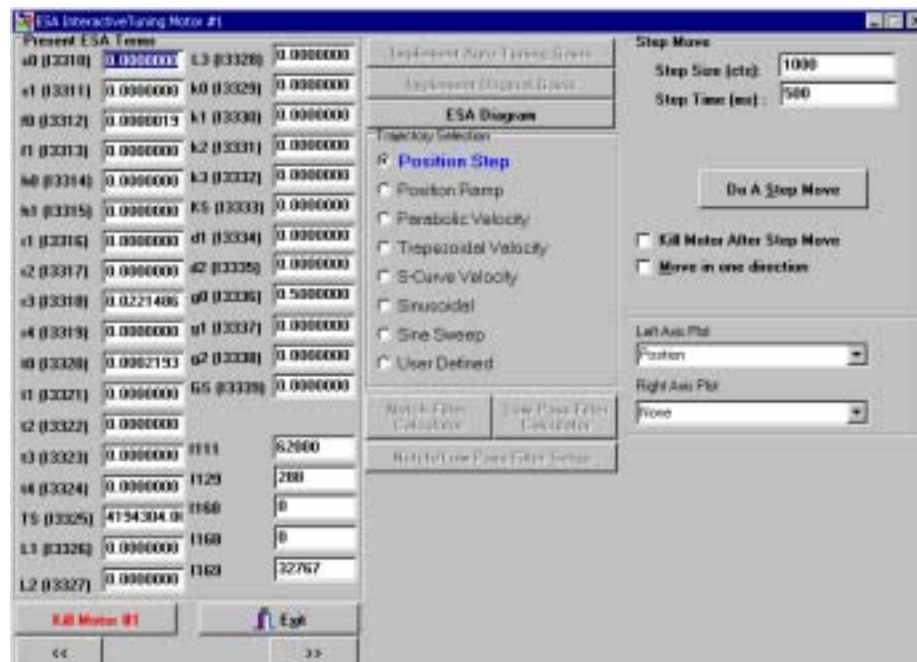 ESA InteractiveTuning Motor #1
Present ESA Terms
s0 (I3310) 0.0000000
s1 (I3311) 0.0000000
f0 (I3312) 0.0000019
f1 (I3313) 0.0000000
h0 (I3314) 0.0000000
h1 (I3315) 0.0000000
r1 (I3316) 0.0000000
r2 (I3317) 0.0000000
r3 (I3318) 0.0221486
r4 (I3319) 0.0000000
t0 (I3320) 0.0002193
t1 (I3321) 0.0000000
t2 (I3322) 0.0000000
t3 (I3323) 0.0000000
t4 (I3324) 0.0000000
TS (I3325) 4194304.0
L1 (I3326) 0.0000000
L2 (I3327) 0.0000000
L3 (I3328) 0.0000000
k0 (I3329) 0.0000000
k1 (I3330) 0.0000000
k2 (I3331) 0.0000000
k3 (I3332) 0.0000000
KS (I3333) 0.0000000
d1 (I3334) 0.0000000
d2 (I3335) 0.0000000
g0 (I3336) 0.5000000
g1 (I3337) 0.0000000
g2 (I3338) 0.0000000
GS (I3339) 0.0000000
I111 62000
I129 288
I160 0
I168 0
I169 32767
Kill Motor #1
Exit
<<
>>
Implement Auto Tuning Gains
Implement Original Gains
ESA Diagram
Trajectory Selection
Position Step
Position Ramp
Parabolic Velocity
Trapezoidal Velocity
S-Curve Velocity
Sinusoidal
Sine Sweep
User Defined
Notch Filter Calculator
Low Pass Filter Calculator
Notch/Low Pass Filter Setup
Step Move
Step Size (cts): 1000
Step Time (ms) : 500
Do A Step Move
Kill Motor After Step Move
Move in one direction
Left Axis Plot
Position
Right Axis Plot
None